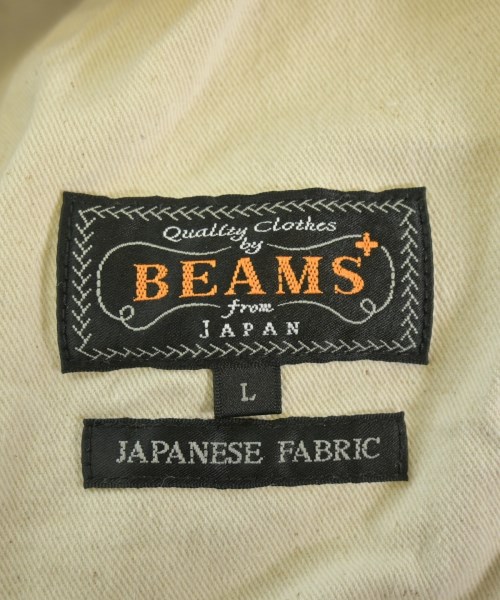 Quality Clothes
by
BEAMS+
from
JAPAN
L
JAPANESE FABRIC